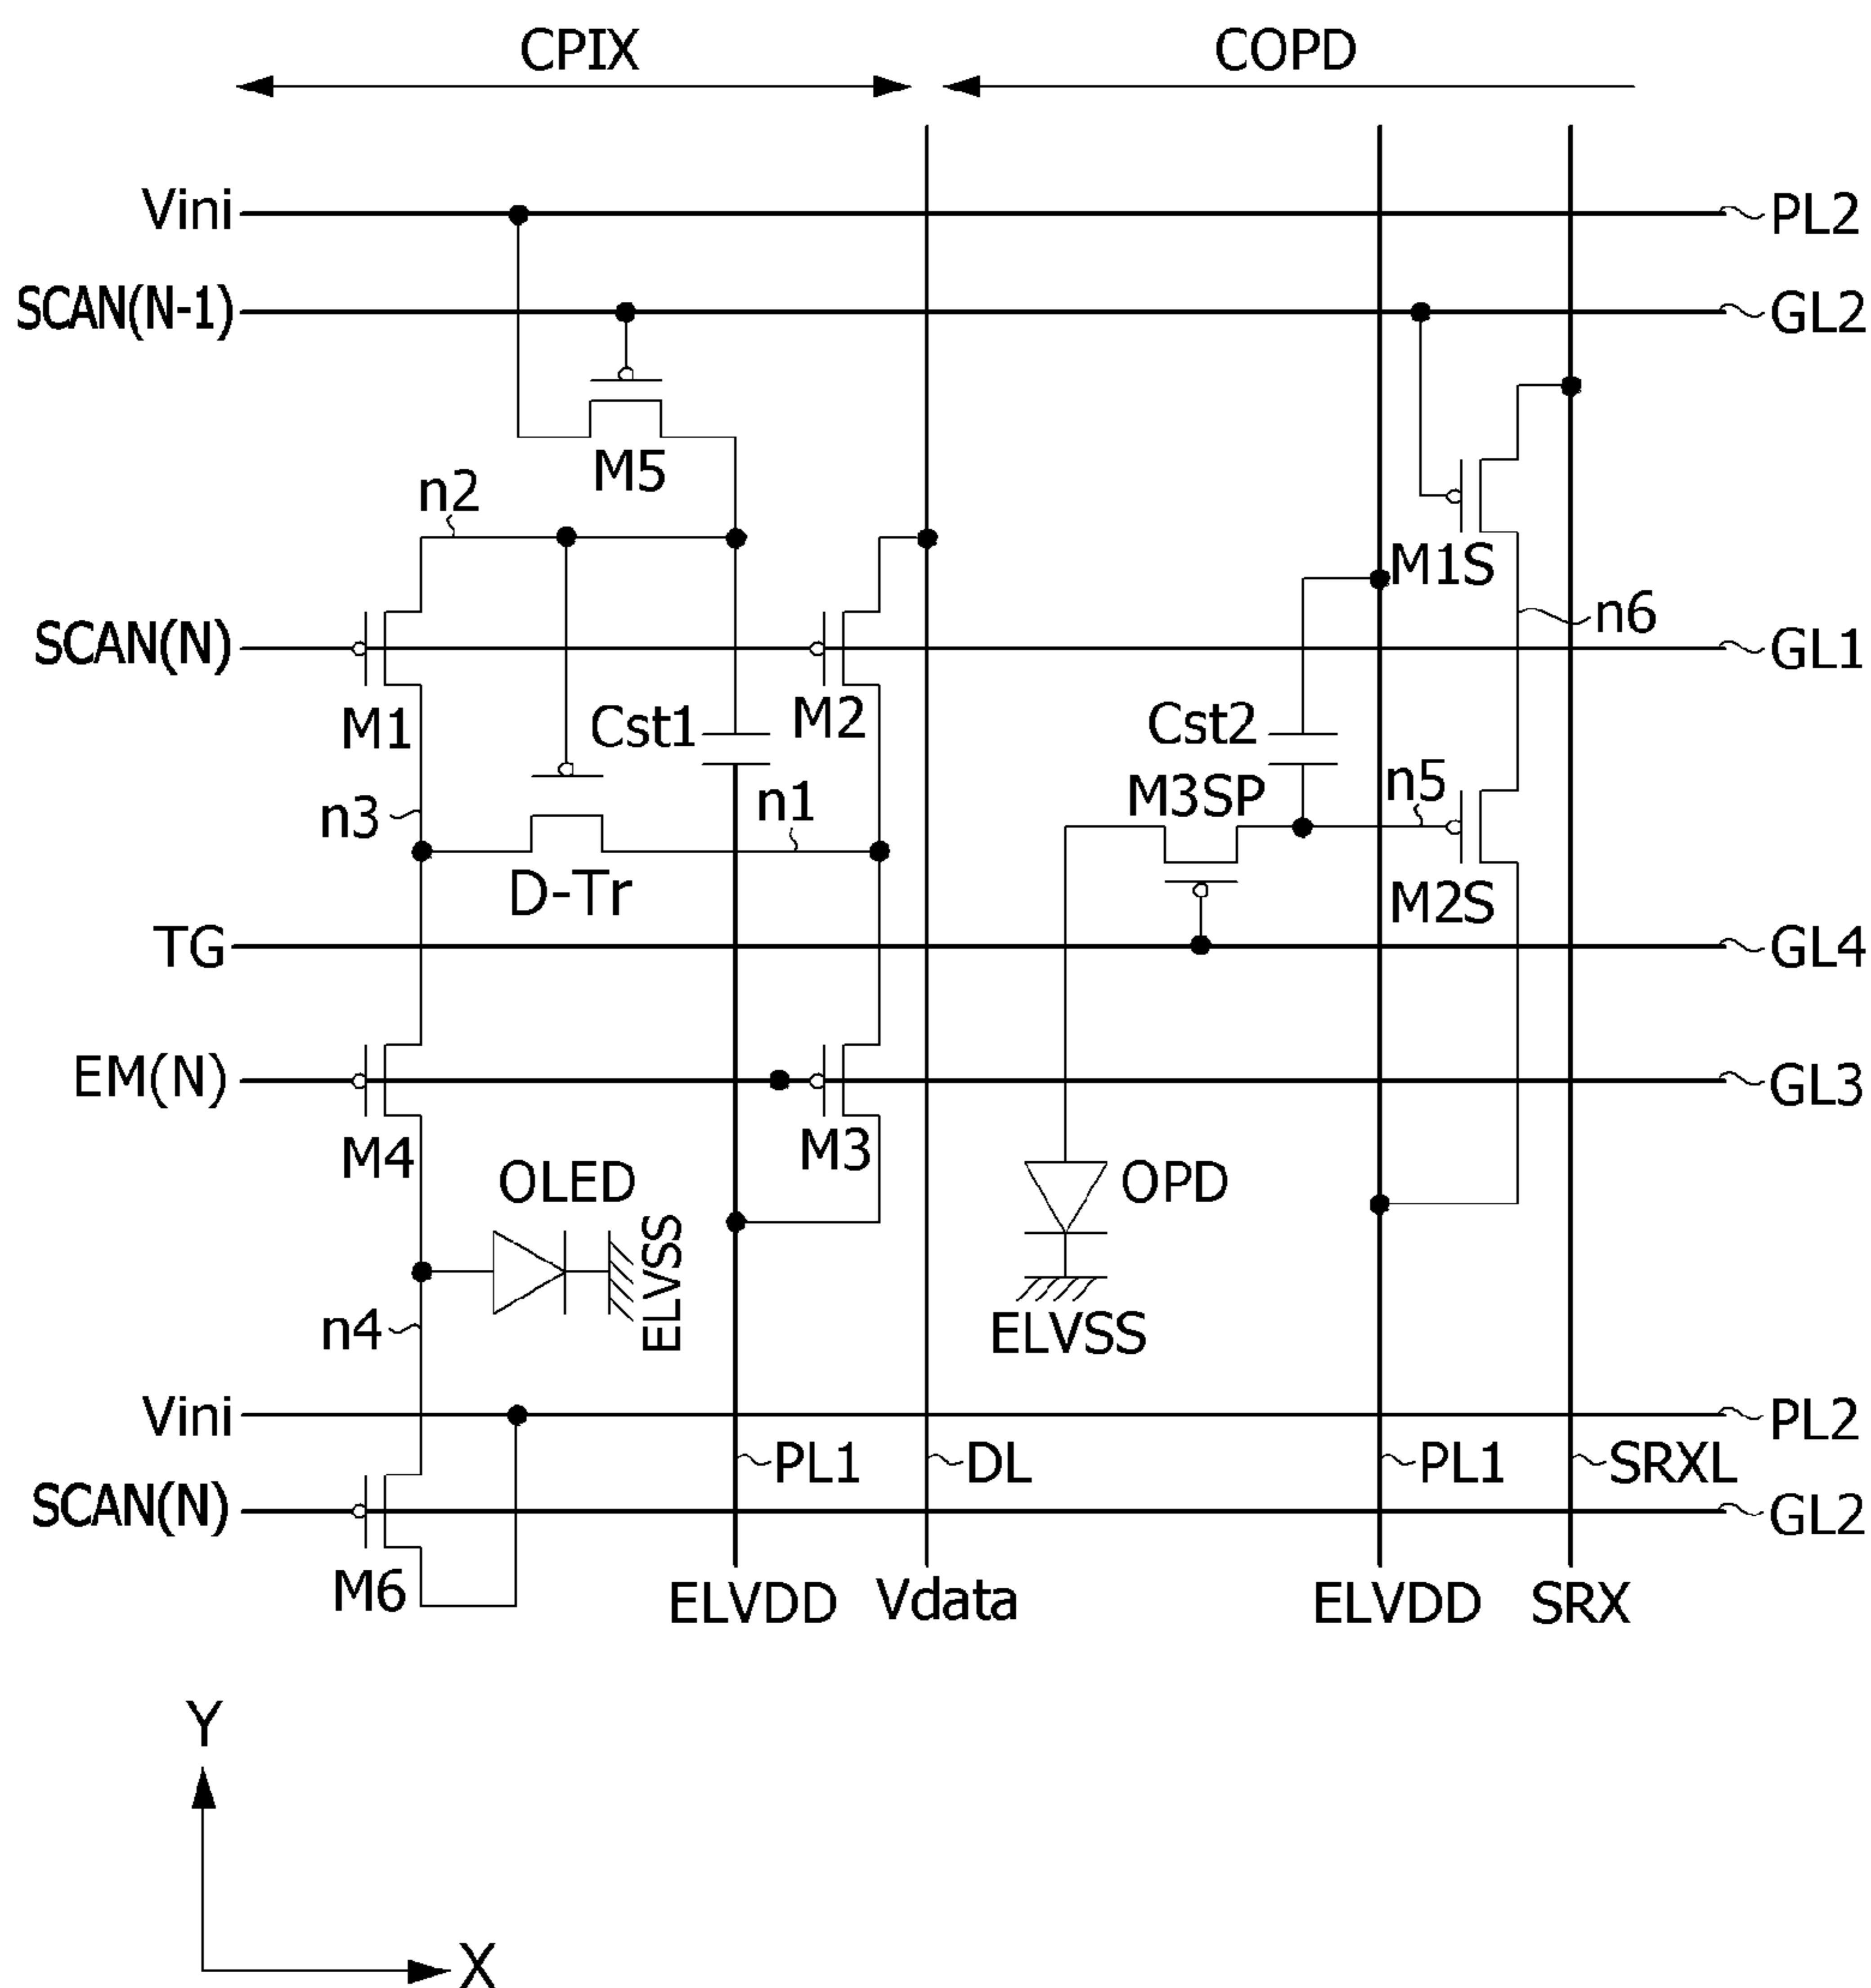 CPIX COPD
Vini PL2
SCAN(N-1) GL2
M5
n2
M1S
n6
SCAN(N) GL1
M1 Cst1 M2 Cst2
n3 n1 M3SP n5
D-Tr M2S
TG GL4
EM(N) GL3
M4 M3
OLED ELVSS OPD
n4 ELVSS
Vini PL2
PL1 DL PL1 SRXL
SCAN(N) GL2
M6 ELVDD Vdata ELVDD SRX
Y
X